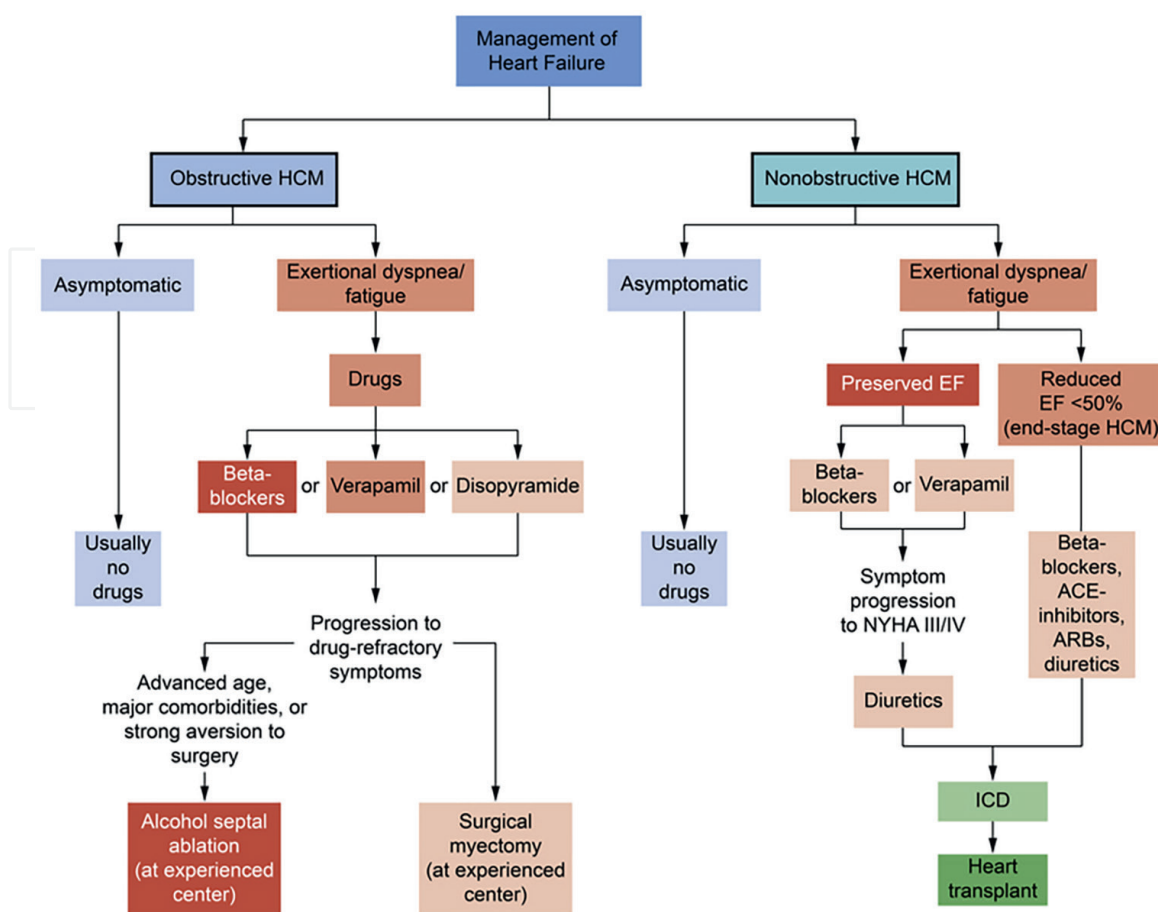 Management of
Heart Failure
Obstructive HCM
Nonobstructive HCM
Asymptomatic
Exertional dyspnea/
fatigue
Asymptomatic
Exertional dyspnea/
fatigue
Drugs
Preserved EF
Reduced
EF <50%
(end-stage HCM)
Beta-
blockers
or
Verapamil
or
Disopyramide
Beta-
blockers
or
Verapamil
Usually
no
drugs
Usually
no
drugs
Symptom
progression
to NYHA III/IV
Beta-
blockers,
ACE-
inhibitors,
ARBs,
diuretics
Progression to
drug-refractory
symptoms
Advanced age,
major comorbidities, or
strong aversion to
surgery
Diuretics
Alcohol septal
ablation
(at experienced
center)
Surgical
myectomy
(at experienced
center)
ICD
Heart
transplant